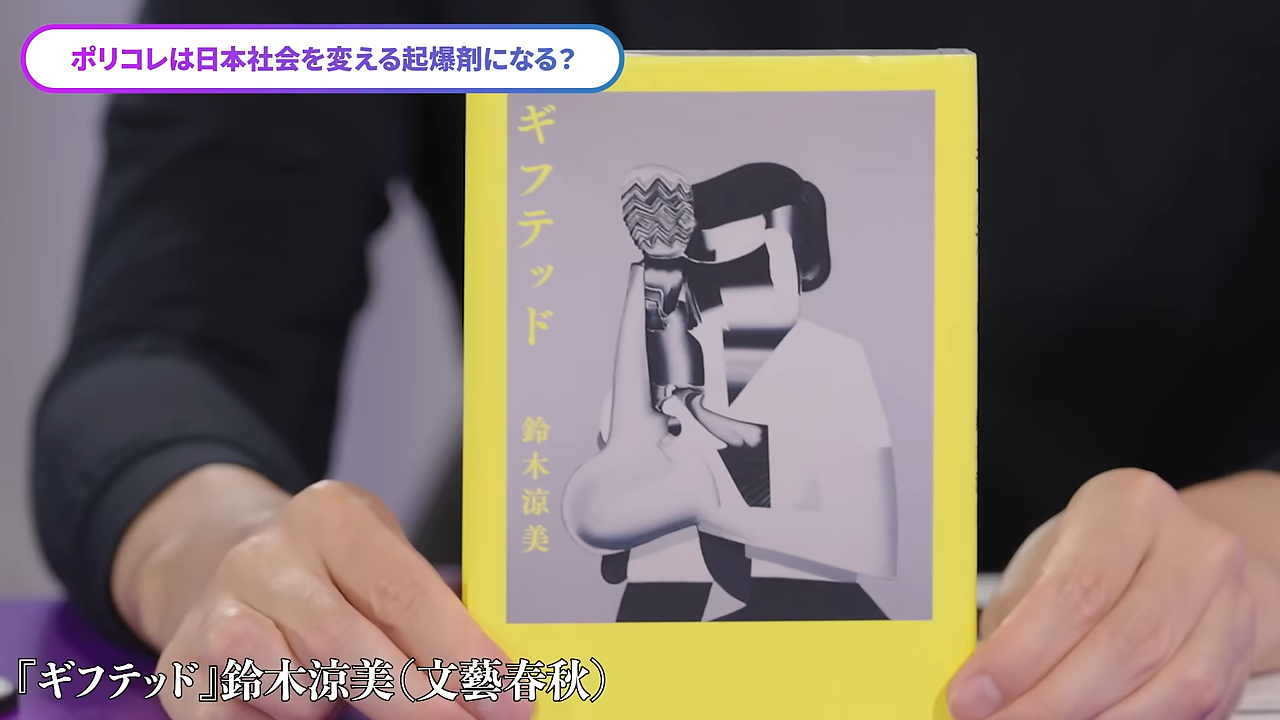 ポリコレは日本社会を変える起爆剤になる？
ギフテッド
鈴木涼美
『ギフテッド』鈴木涼美（文藝春秋）